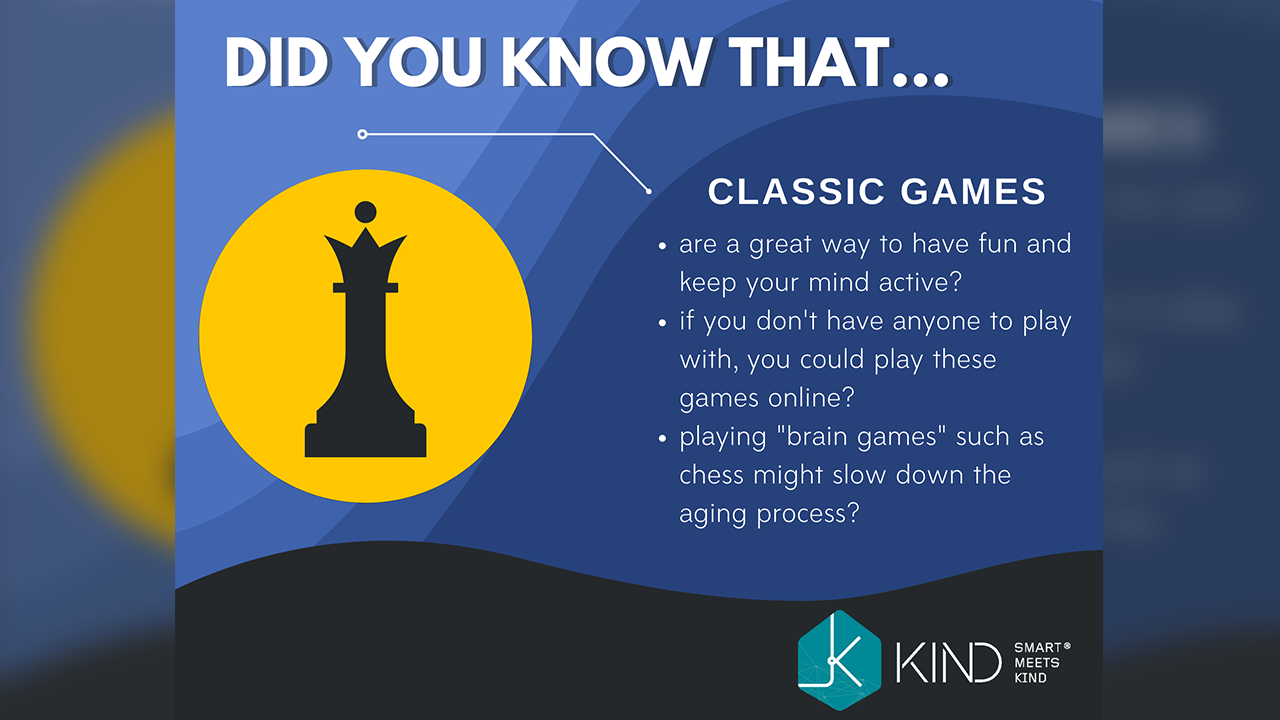 DID YOU KNOW THAT...
CLASSIC GAMES
• are a great way to have fun and
keep your mind active?
• if you don't have anyone to play
with, you could play these
games online?
• playing "brain games" such as
chess might slow down the
aging process?
K KIND
SMART®
MEETS
KIND